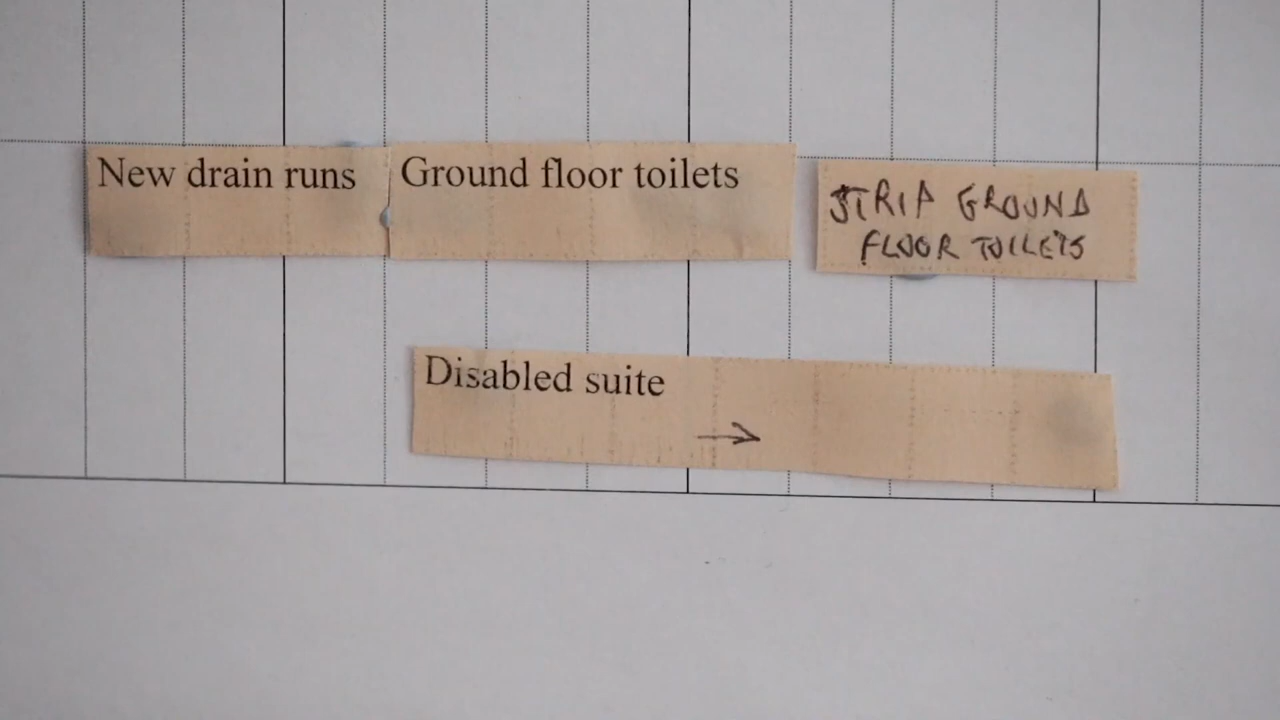 New drain runs
Ground floor toilets
STRIP GROUND
FLOOR TOILETS
Disabled suite
→